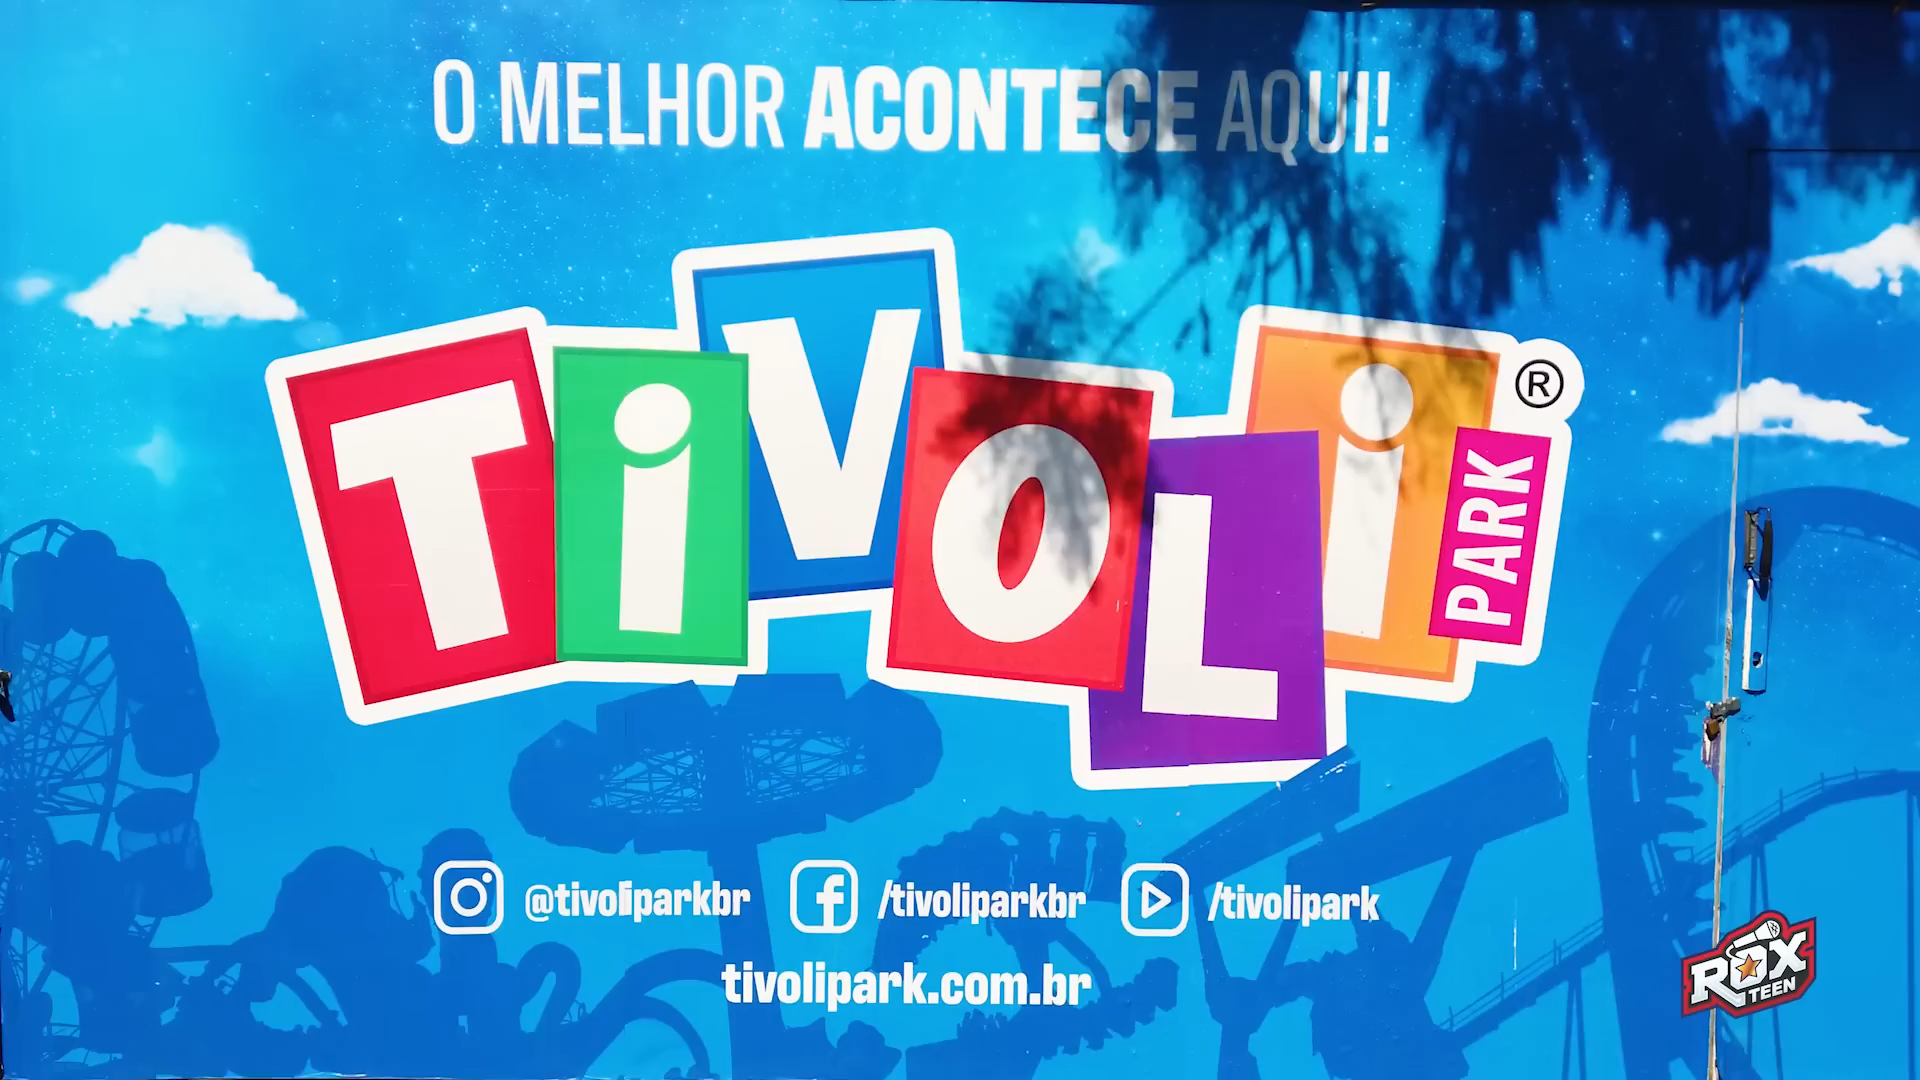 O MELHOR ACONTECE AQUI!
TiVOLi
PARK
®
@tivoliparkbr /tivoliparkbr /tivolipark
tivolipark.com.br
ROX
TEEN